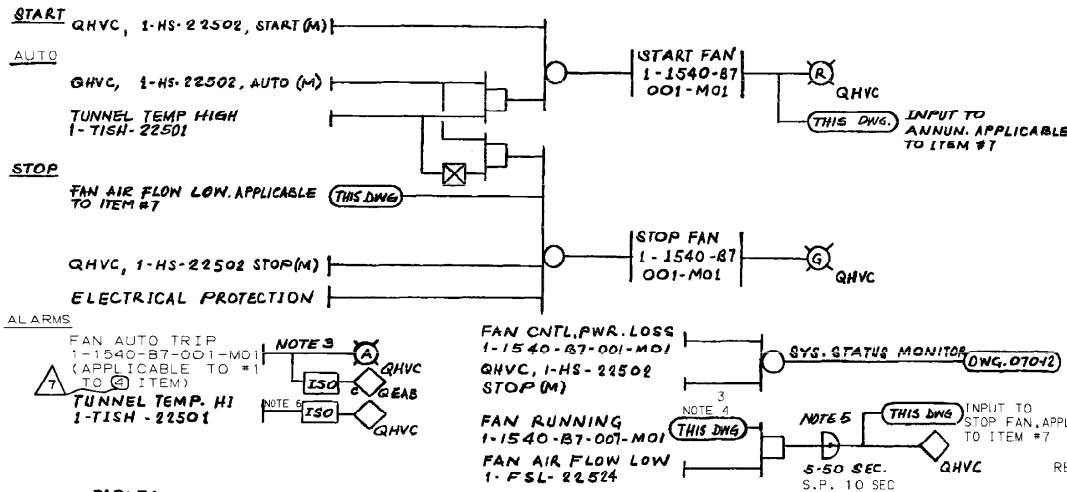 START QHVC, 1-HS-22502, START(M)
START FAN
1-1540-B7
001-M01
R
QHVC
AUTO
QHVC, 1-HS-22502, AUTO (M)
TUNNEL TEMP HIGH
1-TISH-22501
THIS DWG.
INPUT TO
ANNUN. APPLICABLE
TO ITEM #7
STOP
FAN AIR FLOW LOW. APPLICABLE
TO ITEM #7
THIS DWG
STOP FAN
1-1540-B7
001-M01
G
QHVC
QHVC, 1-HS-22502 STOP(M)
ELECTRICAL PROTECTION
ALARMS
FAN AUTO TRIP
1-1540-B7-001-M01
(APPLICABLE TO #1
TO 4 ITEM)
7
NOTE 3
A
QHVC
ISO
C
QEAB
TUNNEL TEMP. HI
1-TISH-22501
NOTE 6
ISO
QHVC
FAN CNTL. PWR. LOSS
1-1540-B7-001-M01
QHVC, 1-HS-22502
STOP (M)
SYS. STATUS MONITOR
DWG. 07042
3
NOTE 4
FAN RUNNING
1-1540-B7-001-M01
THIS DWG
FAN AIR FLOW LOW
1-FSL-22524
NOTE 5
5-50 SEC.
S.P. 10 SEC
THIS DWG
INPUT TO
STOP FAN. APPL
TO ITEM #7
QHVC
RE